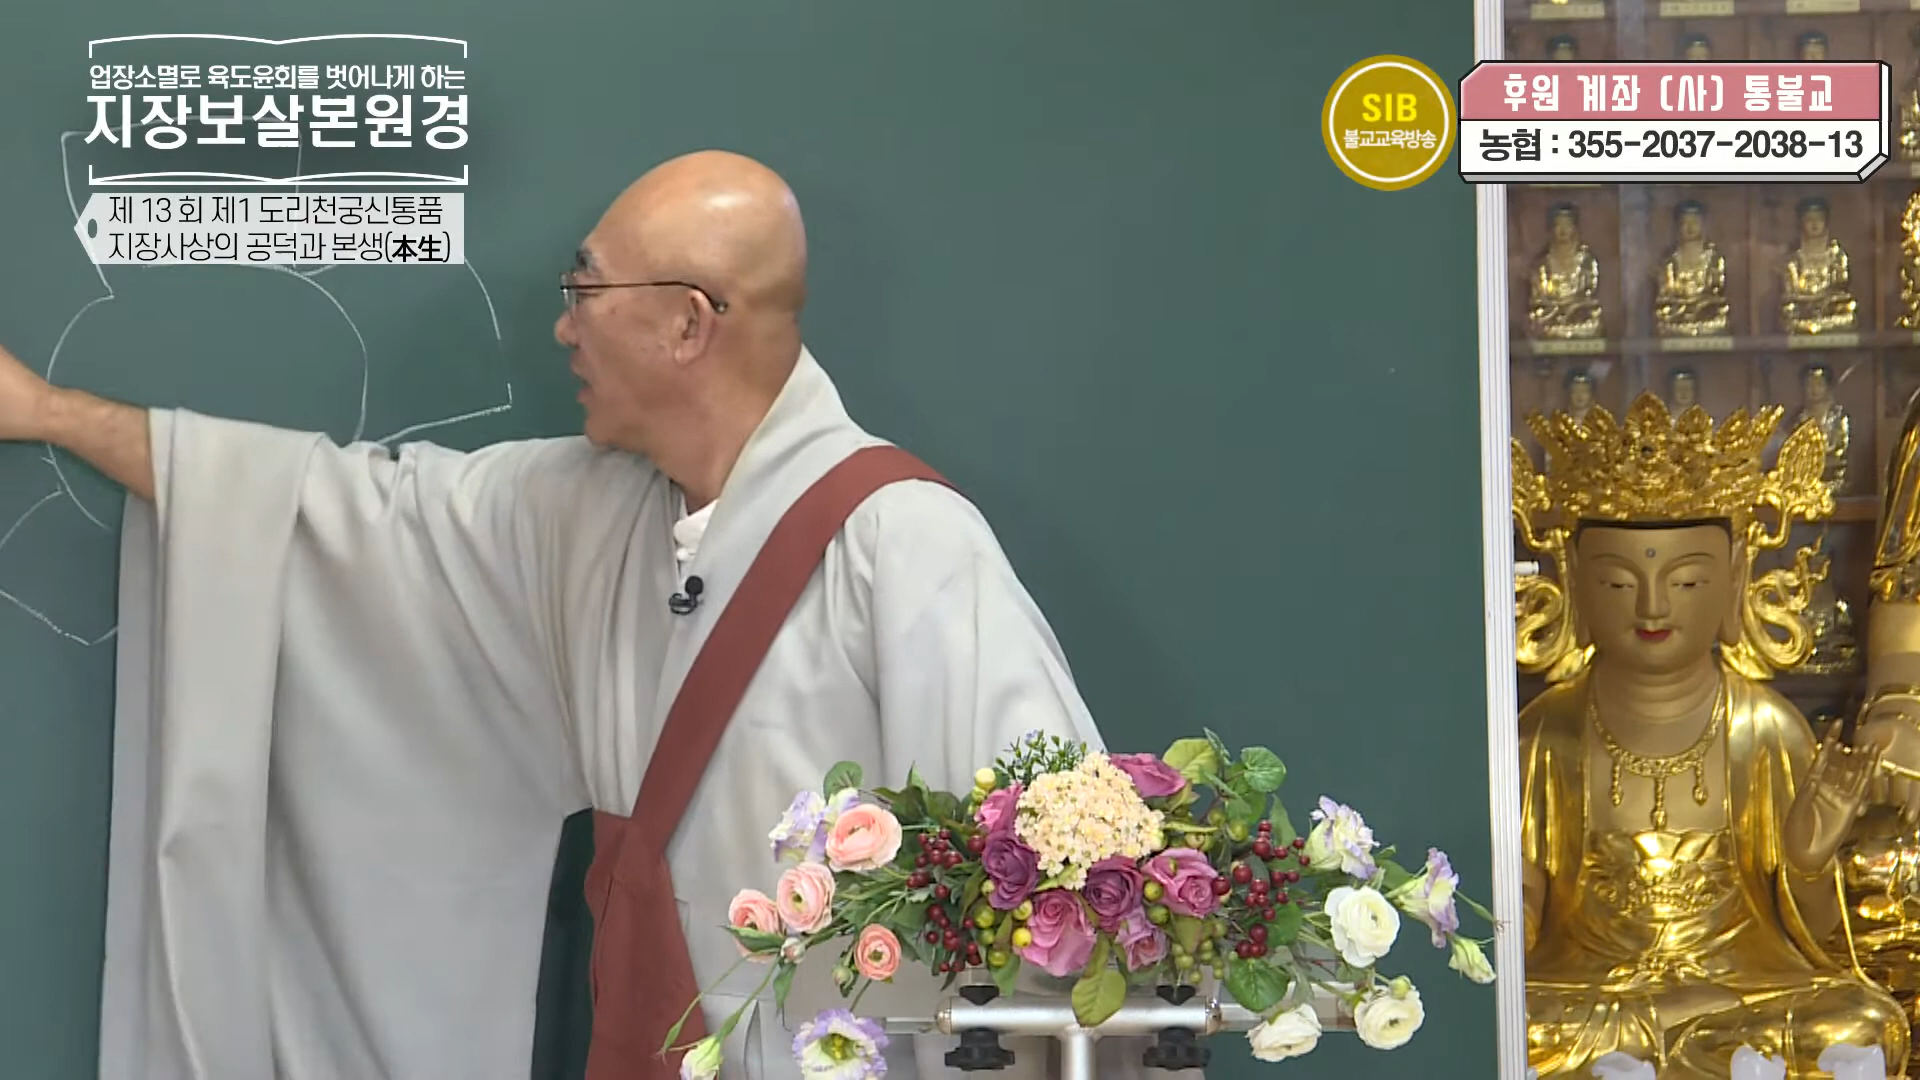 업장소멸로 육도윤회를 벗어나게 하는
지장보살본원경
제 13 회 제1 도리천궁신통품
지장사상의 공덕과 본생(本生)
SIB
불교교육방송
후원 계좌 (사) 통불교
농협 : 355-2037-2038-13